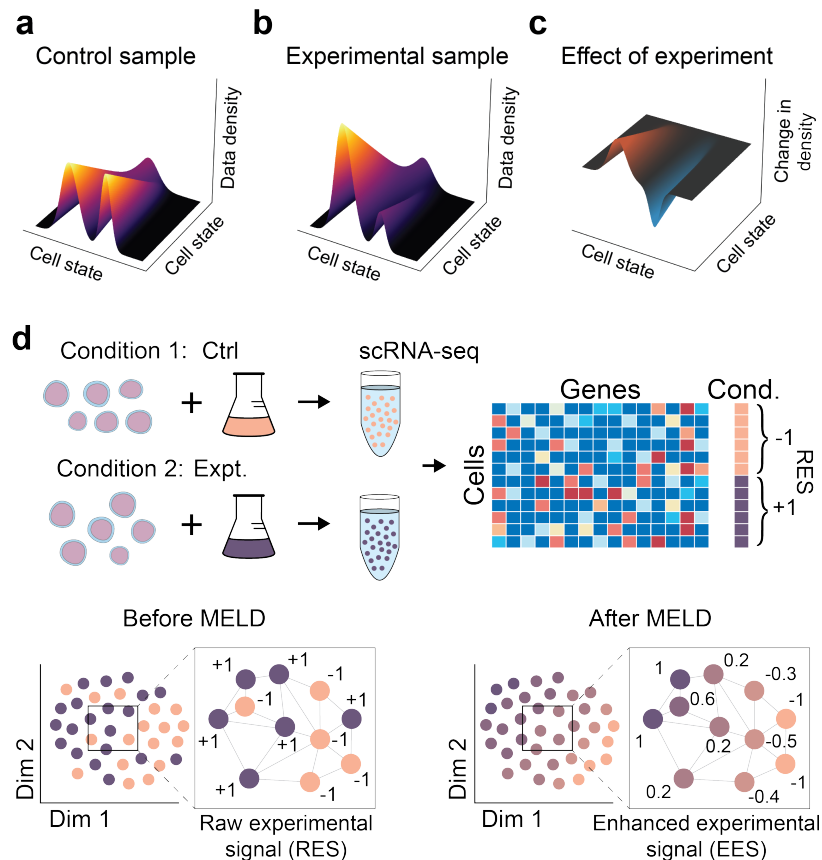 a
Control sample
Data density
Cell state
Cell state
b
Experimental sample
Data density
Cell state
Cell state
c
Effect of experiment
Change in
density
Cell state
Cell state
d
Condition 1: Ctrl
+
scRNA-seq
Condition 2: Expt.
+
Genes
Cond.
Cells
-1
+1
RES
Before MELD
Dim 2
Dim 1
+1
+1
-1
-1
+1
+1
+1
-1
+1
-1
-1
Raw experimental
signal (RES)
After MELD
Dim 2
Dim 1
1
0.2
-0.3
0.6
-1
1
0.2
-0.5
0.2
-0.4
-1
Enhanced experimental
signal (EES)